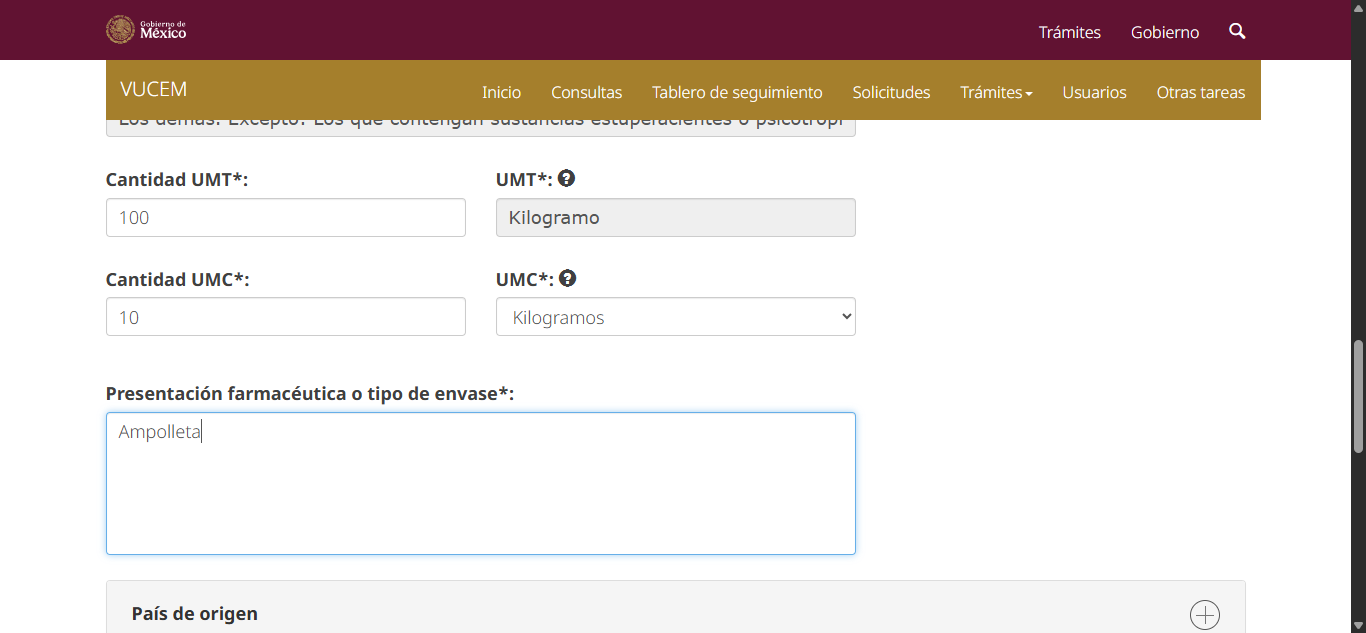 Gobierno de
México
Trámites Gobierno
VUCEM Inicio Consultas Tablero de seguimiento Solicitudes Trámites Usuarios Otras tareas
Los demás. Excepto: Los que contengan sustancias estupefacientes o psicotrópi
Cantidad UMT*: UMT*:
100 Kilogramo
Cantidad UMC*: UMC*:
10 Kilogramos
Presentación farmacéutica o tipo de envase*:
Ampolleta
País de origen